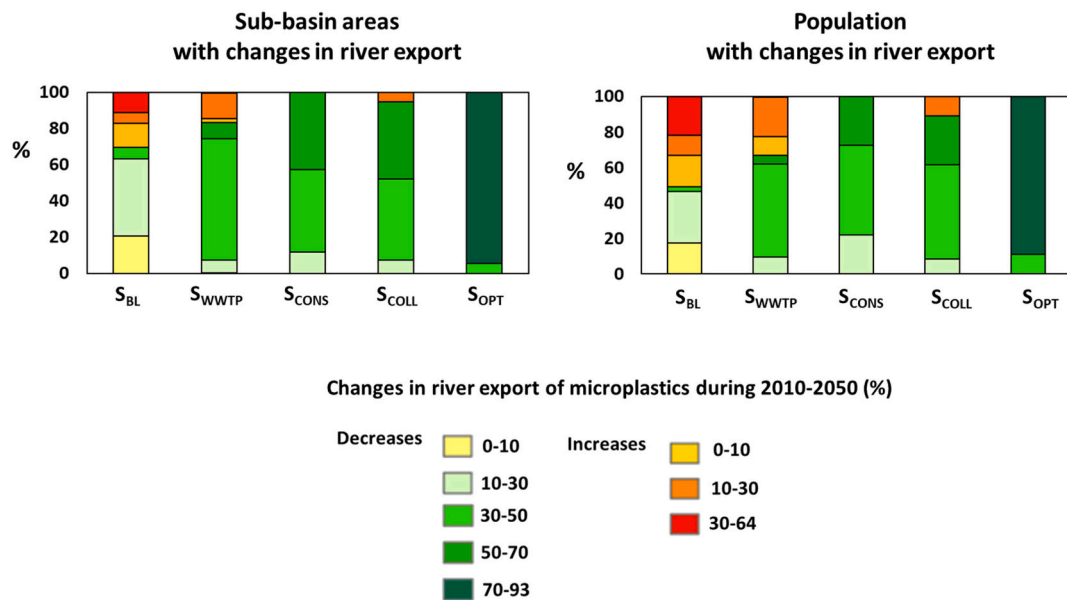 Sub-basin areas
with changes in river export
100
80
60
40
20
0
%
S_BL S_WWTP S_CONS S_COLL S_OPT
Population
with changes in river export
100
80
60
40
20
0
%
S_BL S_WWTP S_CONS S_COLL S_OPT
Changes in river export of microplastics during 2010-2050 (%)
Decreases
0-10
10-30
30-50
50-70
70-93
Increases
0-10
10-30
30-64